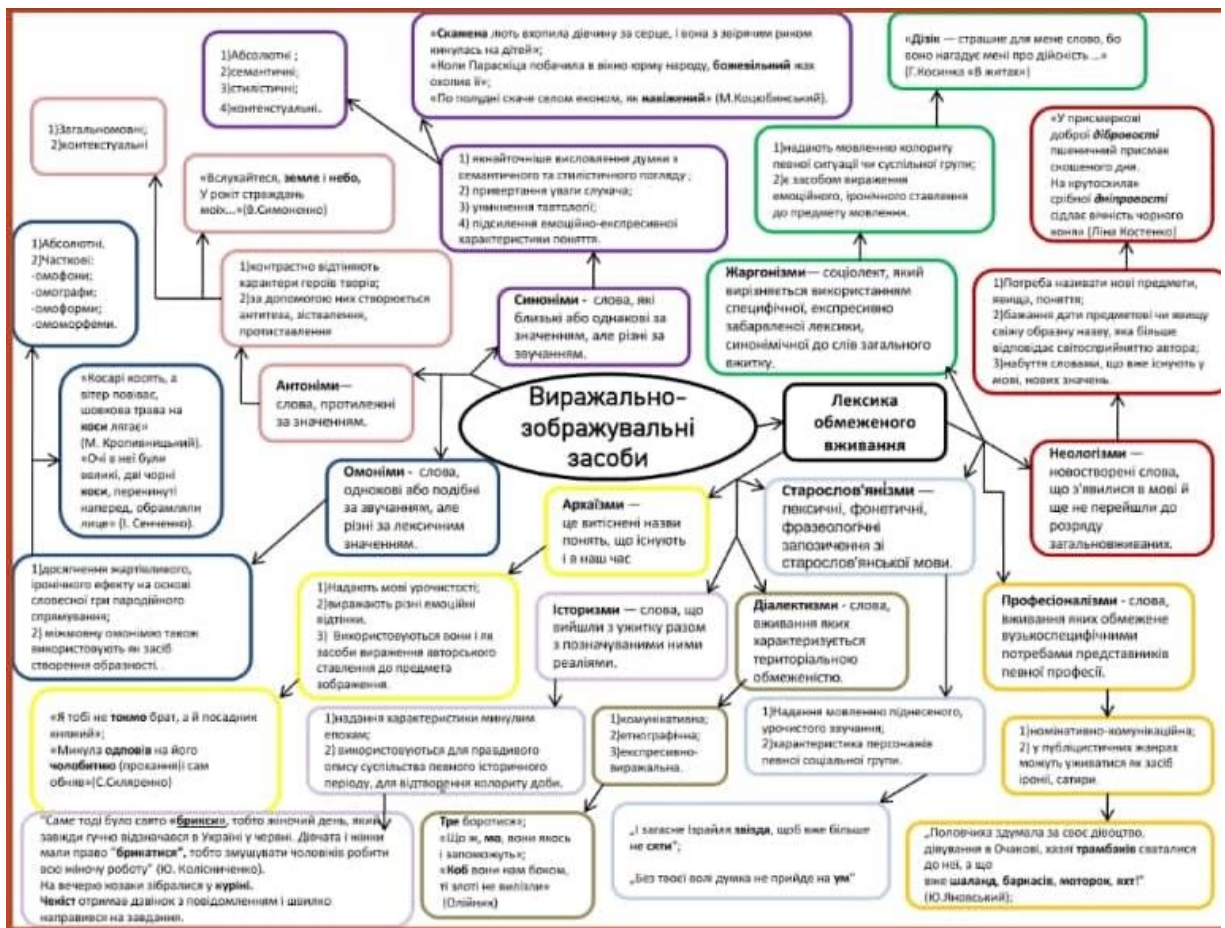 1)Абсолютні ;
2)семантичні;
3)стилістичні;
4)контекстуальні.
«Скажена лють вхопила дівчину за серце, і вона з звірячим риком
кинулась на дітей»;
«Коли Параскіца побачила в вікно юрму народу, божевільний жах
охопив її»;
«По полудні скаче селом економ, як навіжений» (М.Коцюбинський).
«Дізік — страшне для мене слово, бо
воно нагадує мені про дійсність ...»
(Г.Косинка «В житах»)
1)Загальномовні;
2)контекстуальні
«Вслухайтеся, земле і небо,
У рокіт страждань
моїх...»(В.Симоненко)
1) якнайточніше висловлення думки з
семантичного та стилістичного погляду ;
2) привертання уваги слухача;
3) уникнення тавтології;
4) підсилення емоційно-експресивної
характеристики поняття.
1)надають мовленню колориту
певної ситуації чи суспільної групи;
2)є засобом вираження
емоційного, іронічного ставлення
до предмету мовлення.
«У присмеркові
доброї дібровості
пшеничний присмак
скошеного дня.
На крутосхилах
срібної дніпровості
сідлає вічність чорного
коня» (Ліна Костенко)
1)Абсолютні.
2)Часткові:
-омофони;
-омографи;
-омоформи;
-омоморфеми.
1)контрастно відтіняють
характери героїв творів;
2)за допомогою них створюється
антитеза, зіставлення,
протиставлення
Синоніми - слова, які
близькі або однакові за
значенням, але різні за
звучанням.
Жаргонізми— соціолект, який
вирізняється використанням
специфічної, експресивно
забарвленої лексики,
синонімічної до слів загального
вжитку.
1)Потреба називати нові предмети,
явища, поняття;
2)бажання дати предметові чи явищу
свіжу образну назву, яка більше
відповідає світосприйняттю автора;
3)набуття словами, що вже існують у
мові, нових значень.
«Косарі косять, а
вітер повіває,
шовкова трава на
коси лягає»
(М. Кропивницький).
«Очі в неї були
великі, дві чорні
коси, перекинуті
наперед, обрамляли
лице» (І. Сенченко).
Антоніми—
слова, протилежні
за значенням.
Виражально-
зображувальні
засоби
Лексика
обмеженого
вживання
Омоніми - слова,
однокові або подібні
за звучанням, але
різні за лексичним
значенням.
Архаїзми —
це витіснені назви
понять, що існують
і в наш час
Старослов'янізми —
лексичні, фонетичні,
фразеологічні
запозичення зі
старослов'янської мови.
Неологізми —
новостворені слова,
що з'явилися в мові й
ще не перейшли до
розряду
загальновживаних.
1)досягнення жартівливого,
іронічного ефекту на основі
словесної гри пародійного
спрямування;
2) міжмовну омонімію також
використовують як засіб
створення образності.
1)Надають мові урочистості;
2)виражають різні емоційні
відтінки.
3) Використовуються вони і як
засоби вираження авторського
ставлення до предмета
зображення.
Історизми — слова, що
вийшли з ужитку разом
з позначуваними ними
реаліями.
Діалектизми - слова,
вживання яких
характеризується
територіальною
обмеженістю.
Професіоналізми - слова,
вживання яких обмежене
вузькоспецифічними
потребами представників
певної професії.
«Я тобі не токмо брат, а й посадник
княжий»;
«Минула одповів на його
чолобитню (прохання)і сам
обняв»(С.Скляренко)
1)надання характеристики минулим
епохам;
2) використовуються для правдивого
опису суспільства певного історичного
періоду, для відтворення колориту доби.
1)комунікативна;
2)етнографічна;
3)експресивно-
виражальна.
1)Надання мовленню піднесеного,
урочистого звучання;
2)характеристика персонажів
певної соціальної групи.
1)номінативно-комунікаційна;
2) у публіцистичних жанрах
можуть уживатися як засіб
іронії, сатири.
"Саме тоді було свято «брикси», тобто жіночий день, який
завжди гучно відзначався в Україні у червні. Дівчата і жінки
мали право "брикатися", тобто змушувати чоловіків робити
всю жіночу роботу" (Ю. Колісниченко).
На вечерю козаки зібралися у куріні.
Чекіст отримав дзвінок з повідомленням і швилко
направився на завдання.
Тре боротися»;
«Що ж, мо, вони якось
і запоможуть»;
«Коб вони нам боком,
ті злоті не вилізли»
(Олійник)
„І загасне Ізраїля звізда, щоб вже більше
не сяти";
„Без твоєї волі думка не прийде на ум"
„Половчиха здумала за своє дівоцтво,
дівування в Очакові, хазяї трамбаків сваталися
до неї, а що
вже шаланд, баркасів, моторок, яхт!"
(Ю.Яновський);